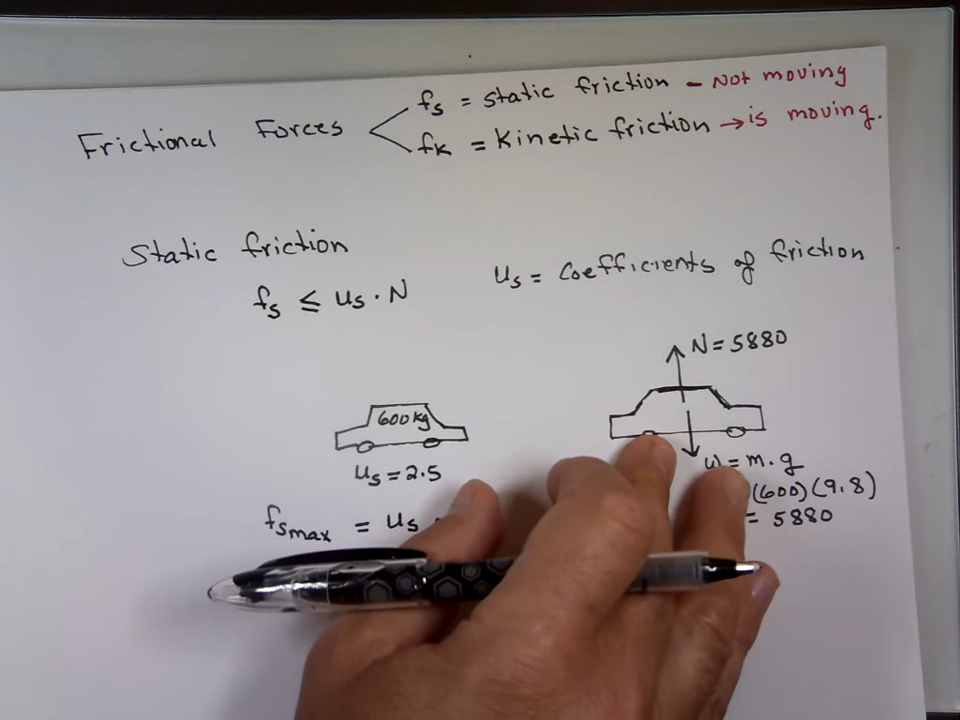 Frictional Forces
fs = static friction - Not moving
fk = Kinetic friction → is moving.
Static friction
fs ≤ us · N
us = Coefficients of friction
600kg
us = 2.5
fsmax = us
N = 5880
w = m.g
(600)(9.8)
= 5880